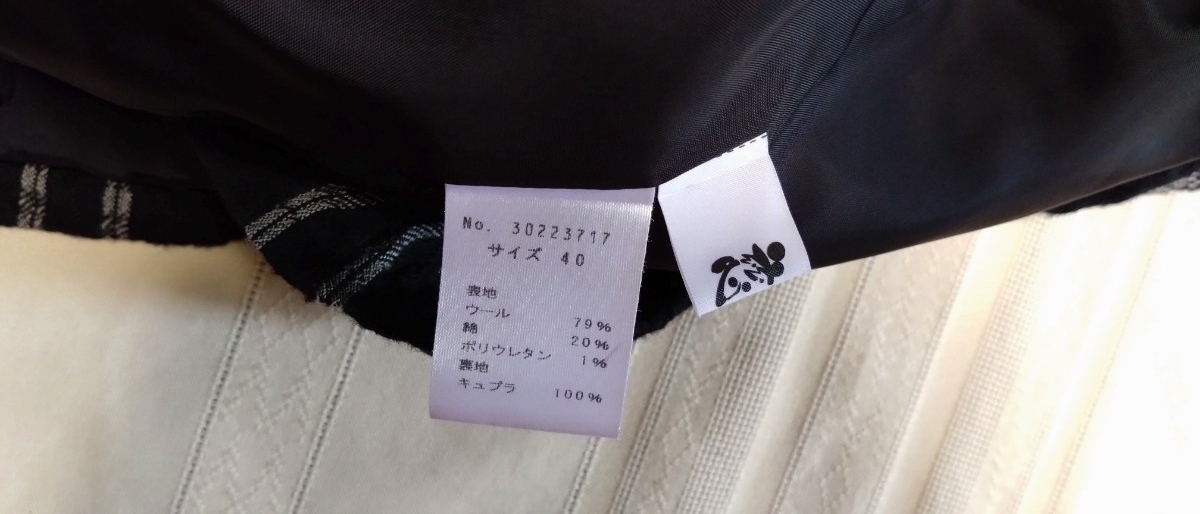 No. 30223717
サイズ 40
表地
ウール 79%
綿 20%
ポリウレタン 1%
裏地
キュプラ 100%